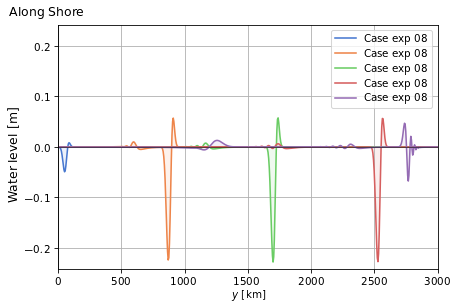 Along Shore
Case exp 08
Case exp 08
Case exp 08
Case exp 08
Case exp 08
Water level [m]
0.2
0.1
0.0
−0.1
−0.2
0
500
1000
1500
2000
2500
3000
y [km]